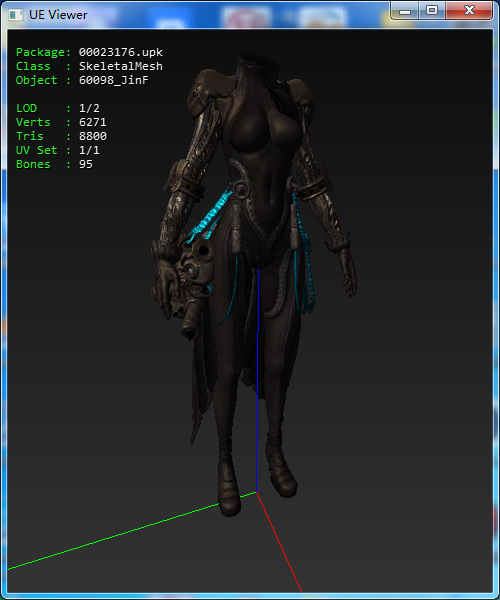 UE Viewer
Package: 00023176.upk
Class : SkeletalMesh
Object : 60098_JinF
LOD : 1/2
Verts : 6271
Tris : 8800
UV Set : 1/1
Bones : 95